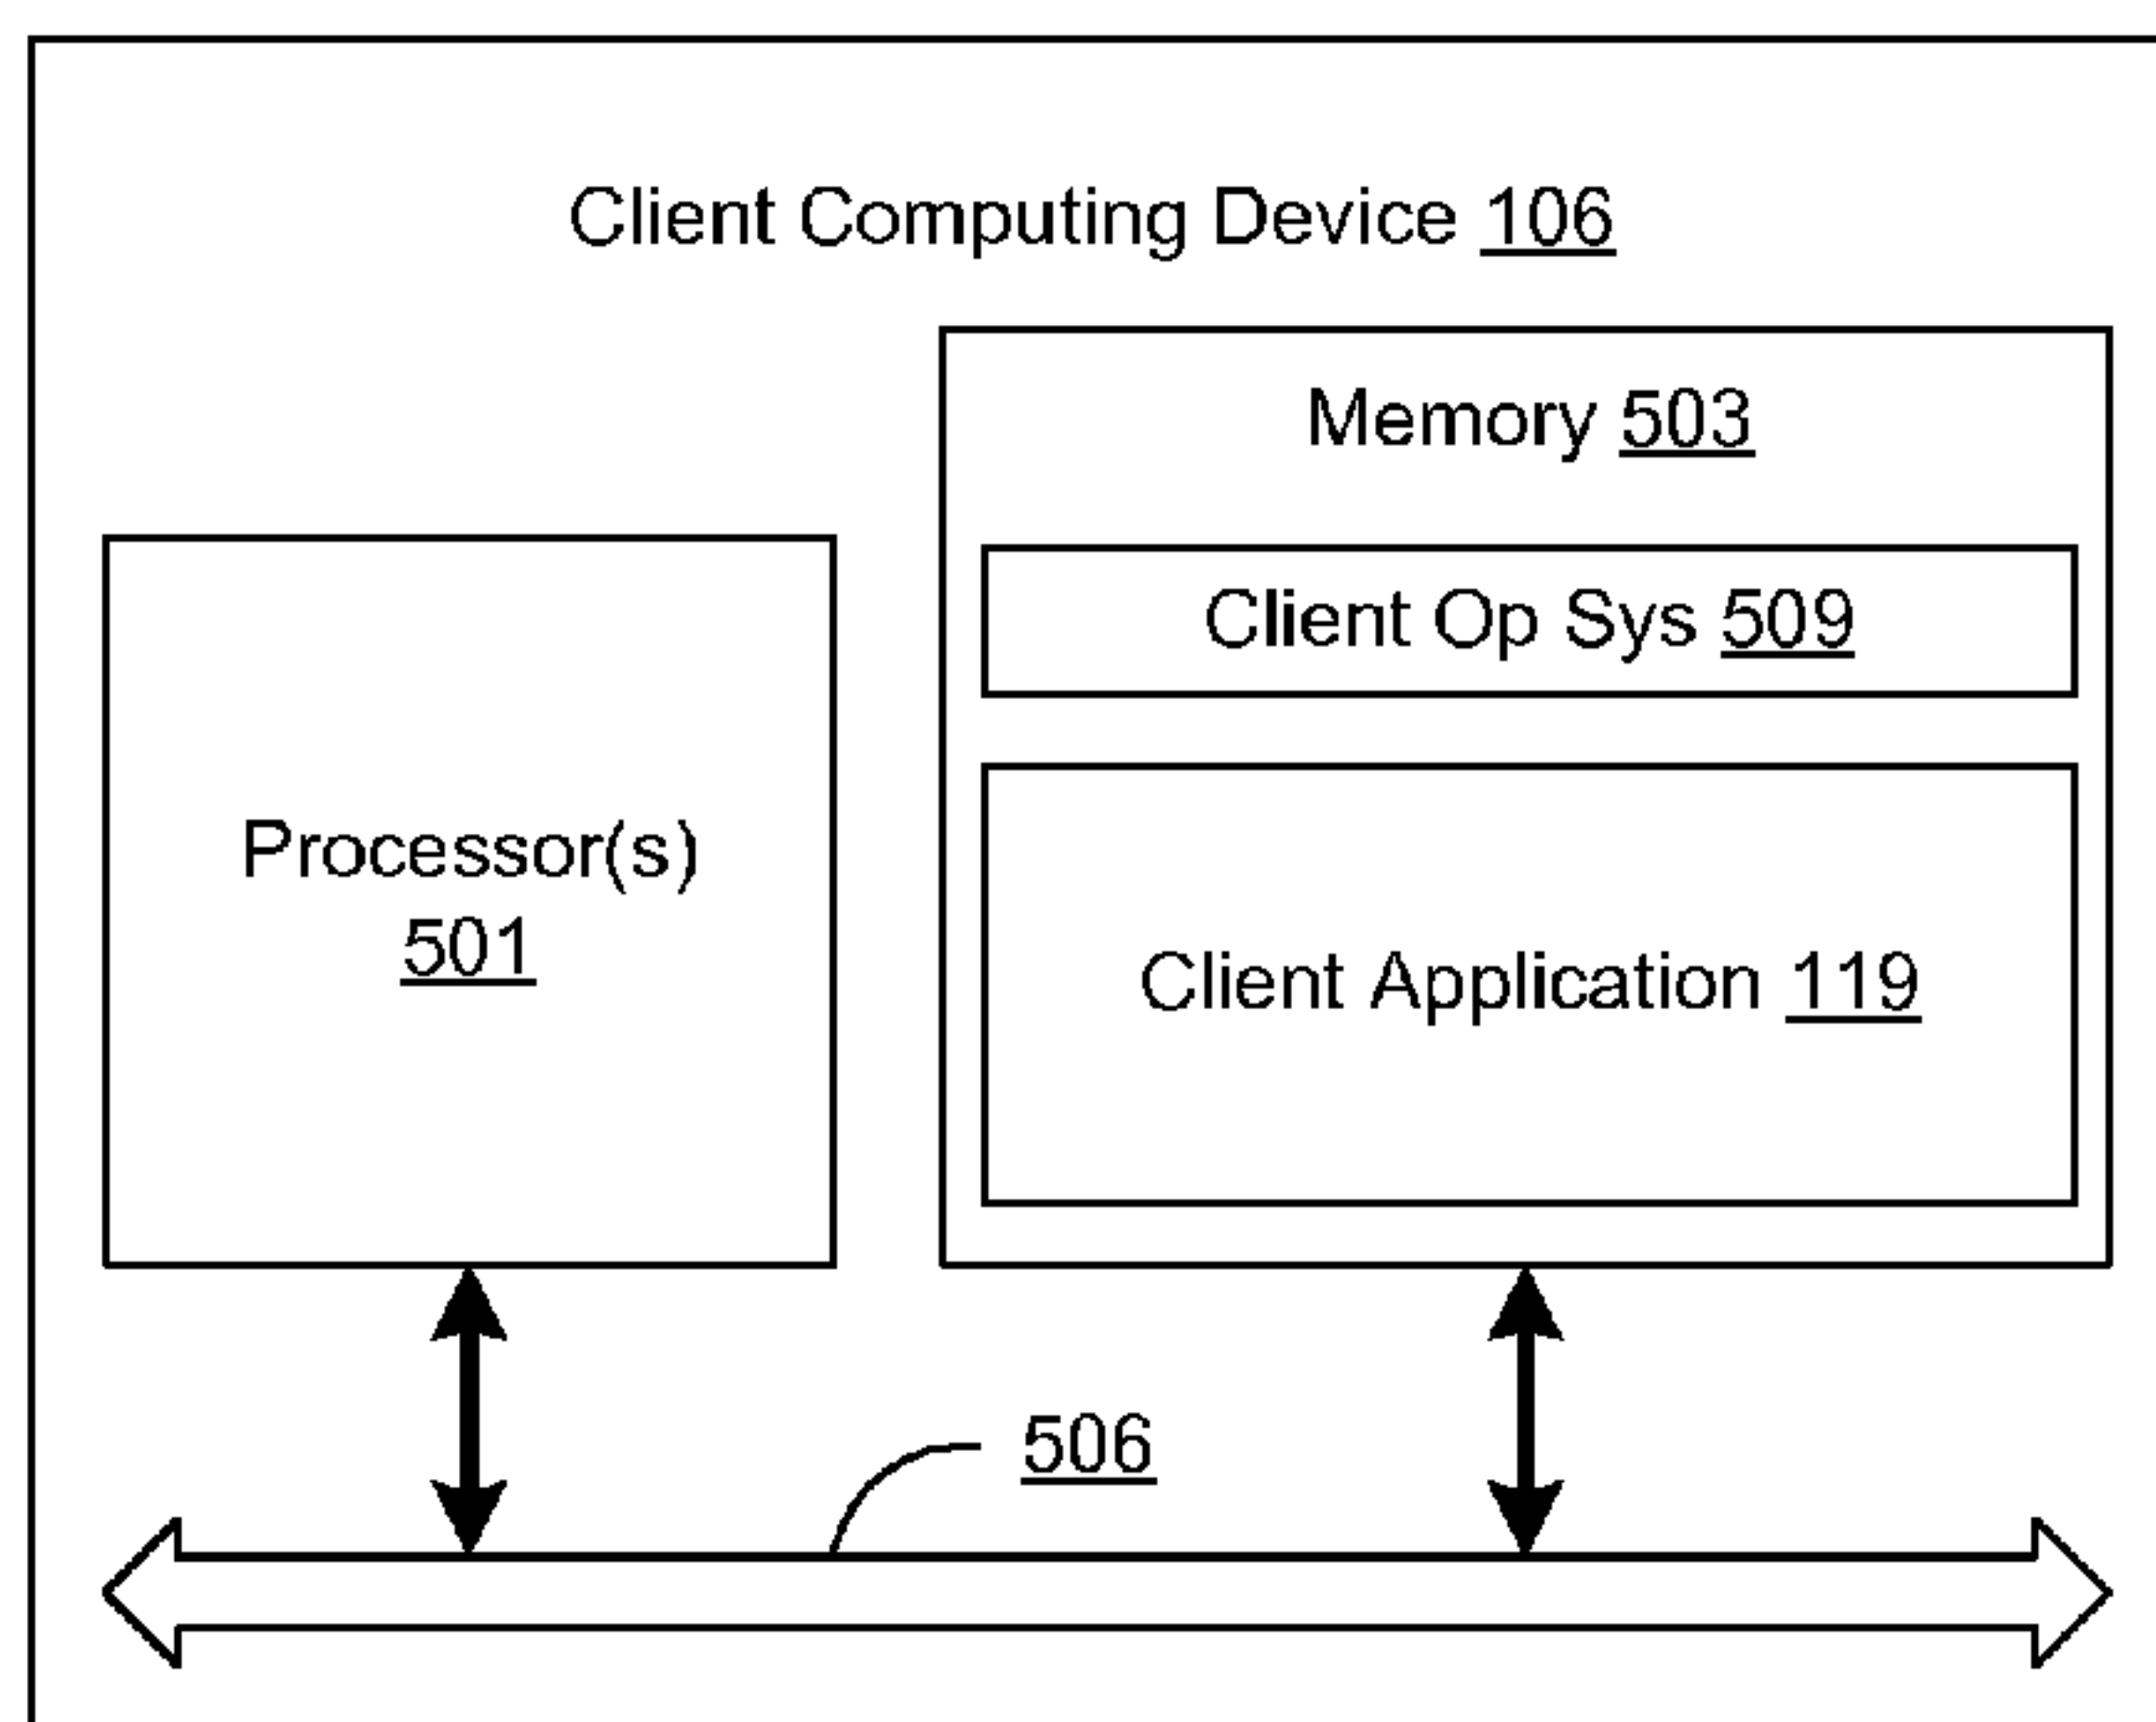 Client Computing Device 106
Memory 503
Client Op Sys 509
Processor(s)
501
Client Application 119
506